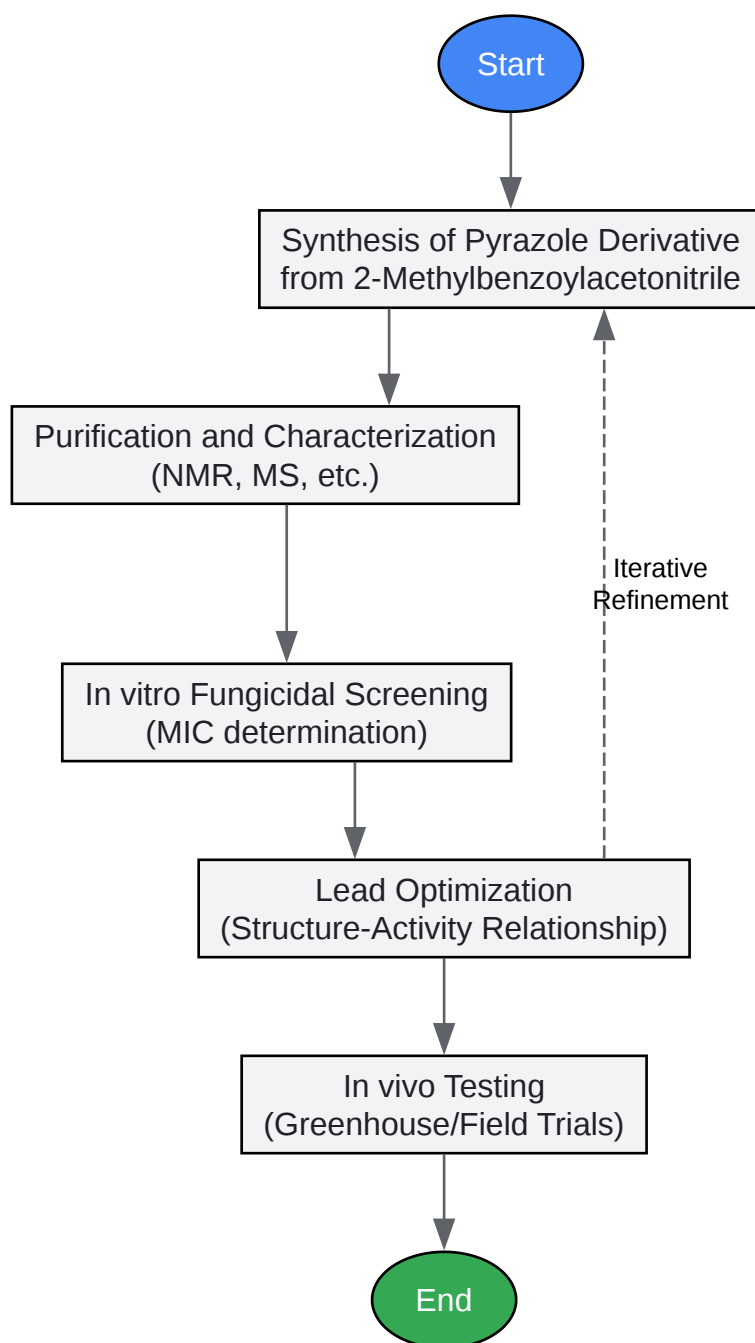 Start
Synthesis of Pyrazole Derivative
from 2-Methylbenzoylacetonitrile
Purification and Characterization
(NMR, MS, etc.)
Iterative
Refinement
In vitro Fungicidal Screening
(MIC determination)
Lead Optimization
(Structure-Activity Relationship)
In vivo Testing
(Greenhouse/Field Trials)
End